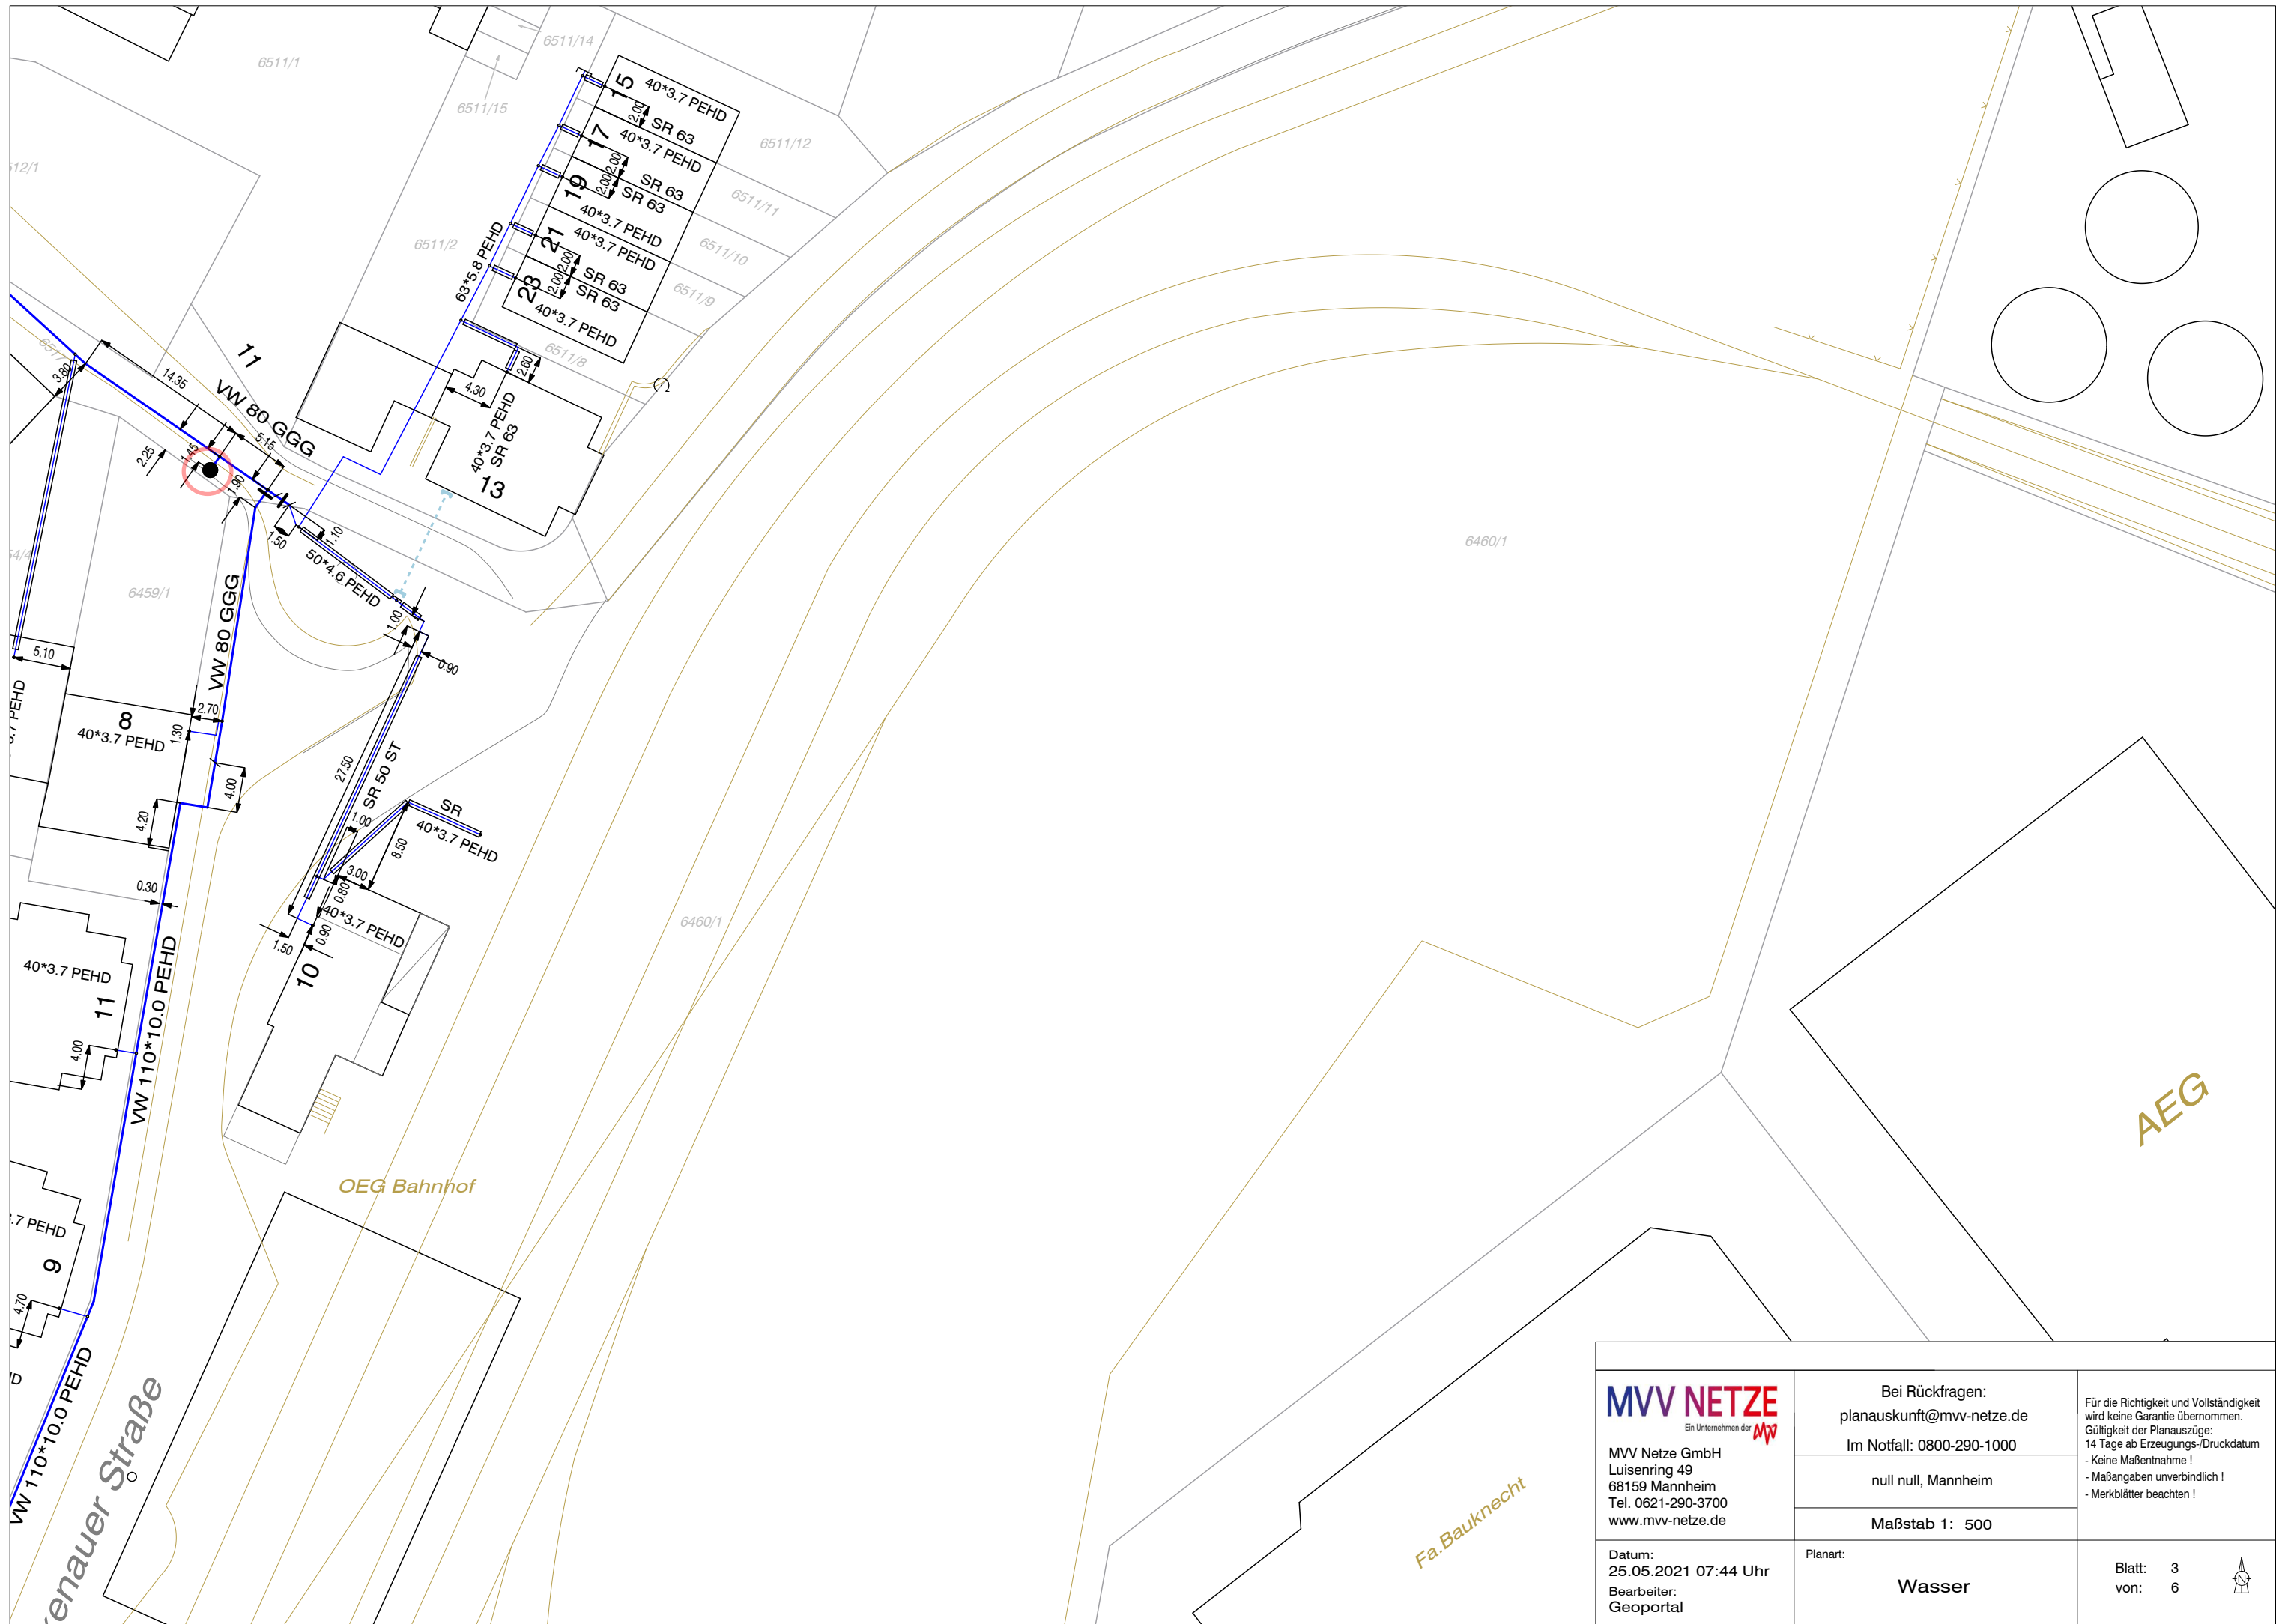 6511/14
6511/1
6511/15
15
40*3.7 PEHD
2.00
SR 63
17
40*3.7 PEHD
6511/12
2.00
SR 63
19
2.00
SR 63
6511/11
40*3.7 PEHD
6511/2
63*5.8 PEHD
21
40*3.7 PEHD
6511/10
2.00
SR 63
23
2.00
SR 63
6511/9
40*3.7 PEHD
6511/8
11
14.35
3.80
VW 80 GGG
5.15
2.60
4.30
40*3.7 PEHD
SR 63
13
2.25
1.45
1.90
1.50
1.10
50*4.6 PEHD
6459/1
VW 80 GGG
1.00
0.90
5.10
2.70
8
40*3.7 PEHD
1.30
4.00
4.20
27.50
SR 50 ST
1.00
SR
40*3.7 PEHD
8.50
3.00
0.80
0.30
40*3.7 PEHD
0.90
1.50
10
40*3.7 PEHD
11
4.00
VW 110*10.0 PEHD
6460/1
6460/1
OEG Bahnhof
.7 PEHD
9
4.70
VW 110*10.0 PEHD
enauer Straße
AEG
Fa.Bauknecht
MVV NETZE
Ein Unternehmen der MVV
MVV Netze GmbH
Luisenring 49
68159 Mannheim
Tel. 0621-290-3700
www.mvv-netze.de
Bei Rückfragen:
planauskunft@mvv-netze.de
Im Notfall: 0800-290-1000
null null, Mannheim
Maßstab 1: 500
Für die Richtigkeit und Vollständigkeit
wird keine Garantie übernommen.
Gültigkeit der Planauszüge:
14 Tage ab Erzeugungs-/Druckdatum
- Keine Maßentnahme !
- Maßangaben unverbindlich !
- Merkblätter beachten !
Datum:
25.05.2021 07:44 Uhr
Bearbeiter:
Geoportal
Planart:
Wasser
Blatt: 3
von: 6
N